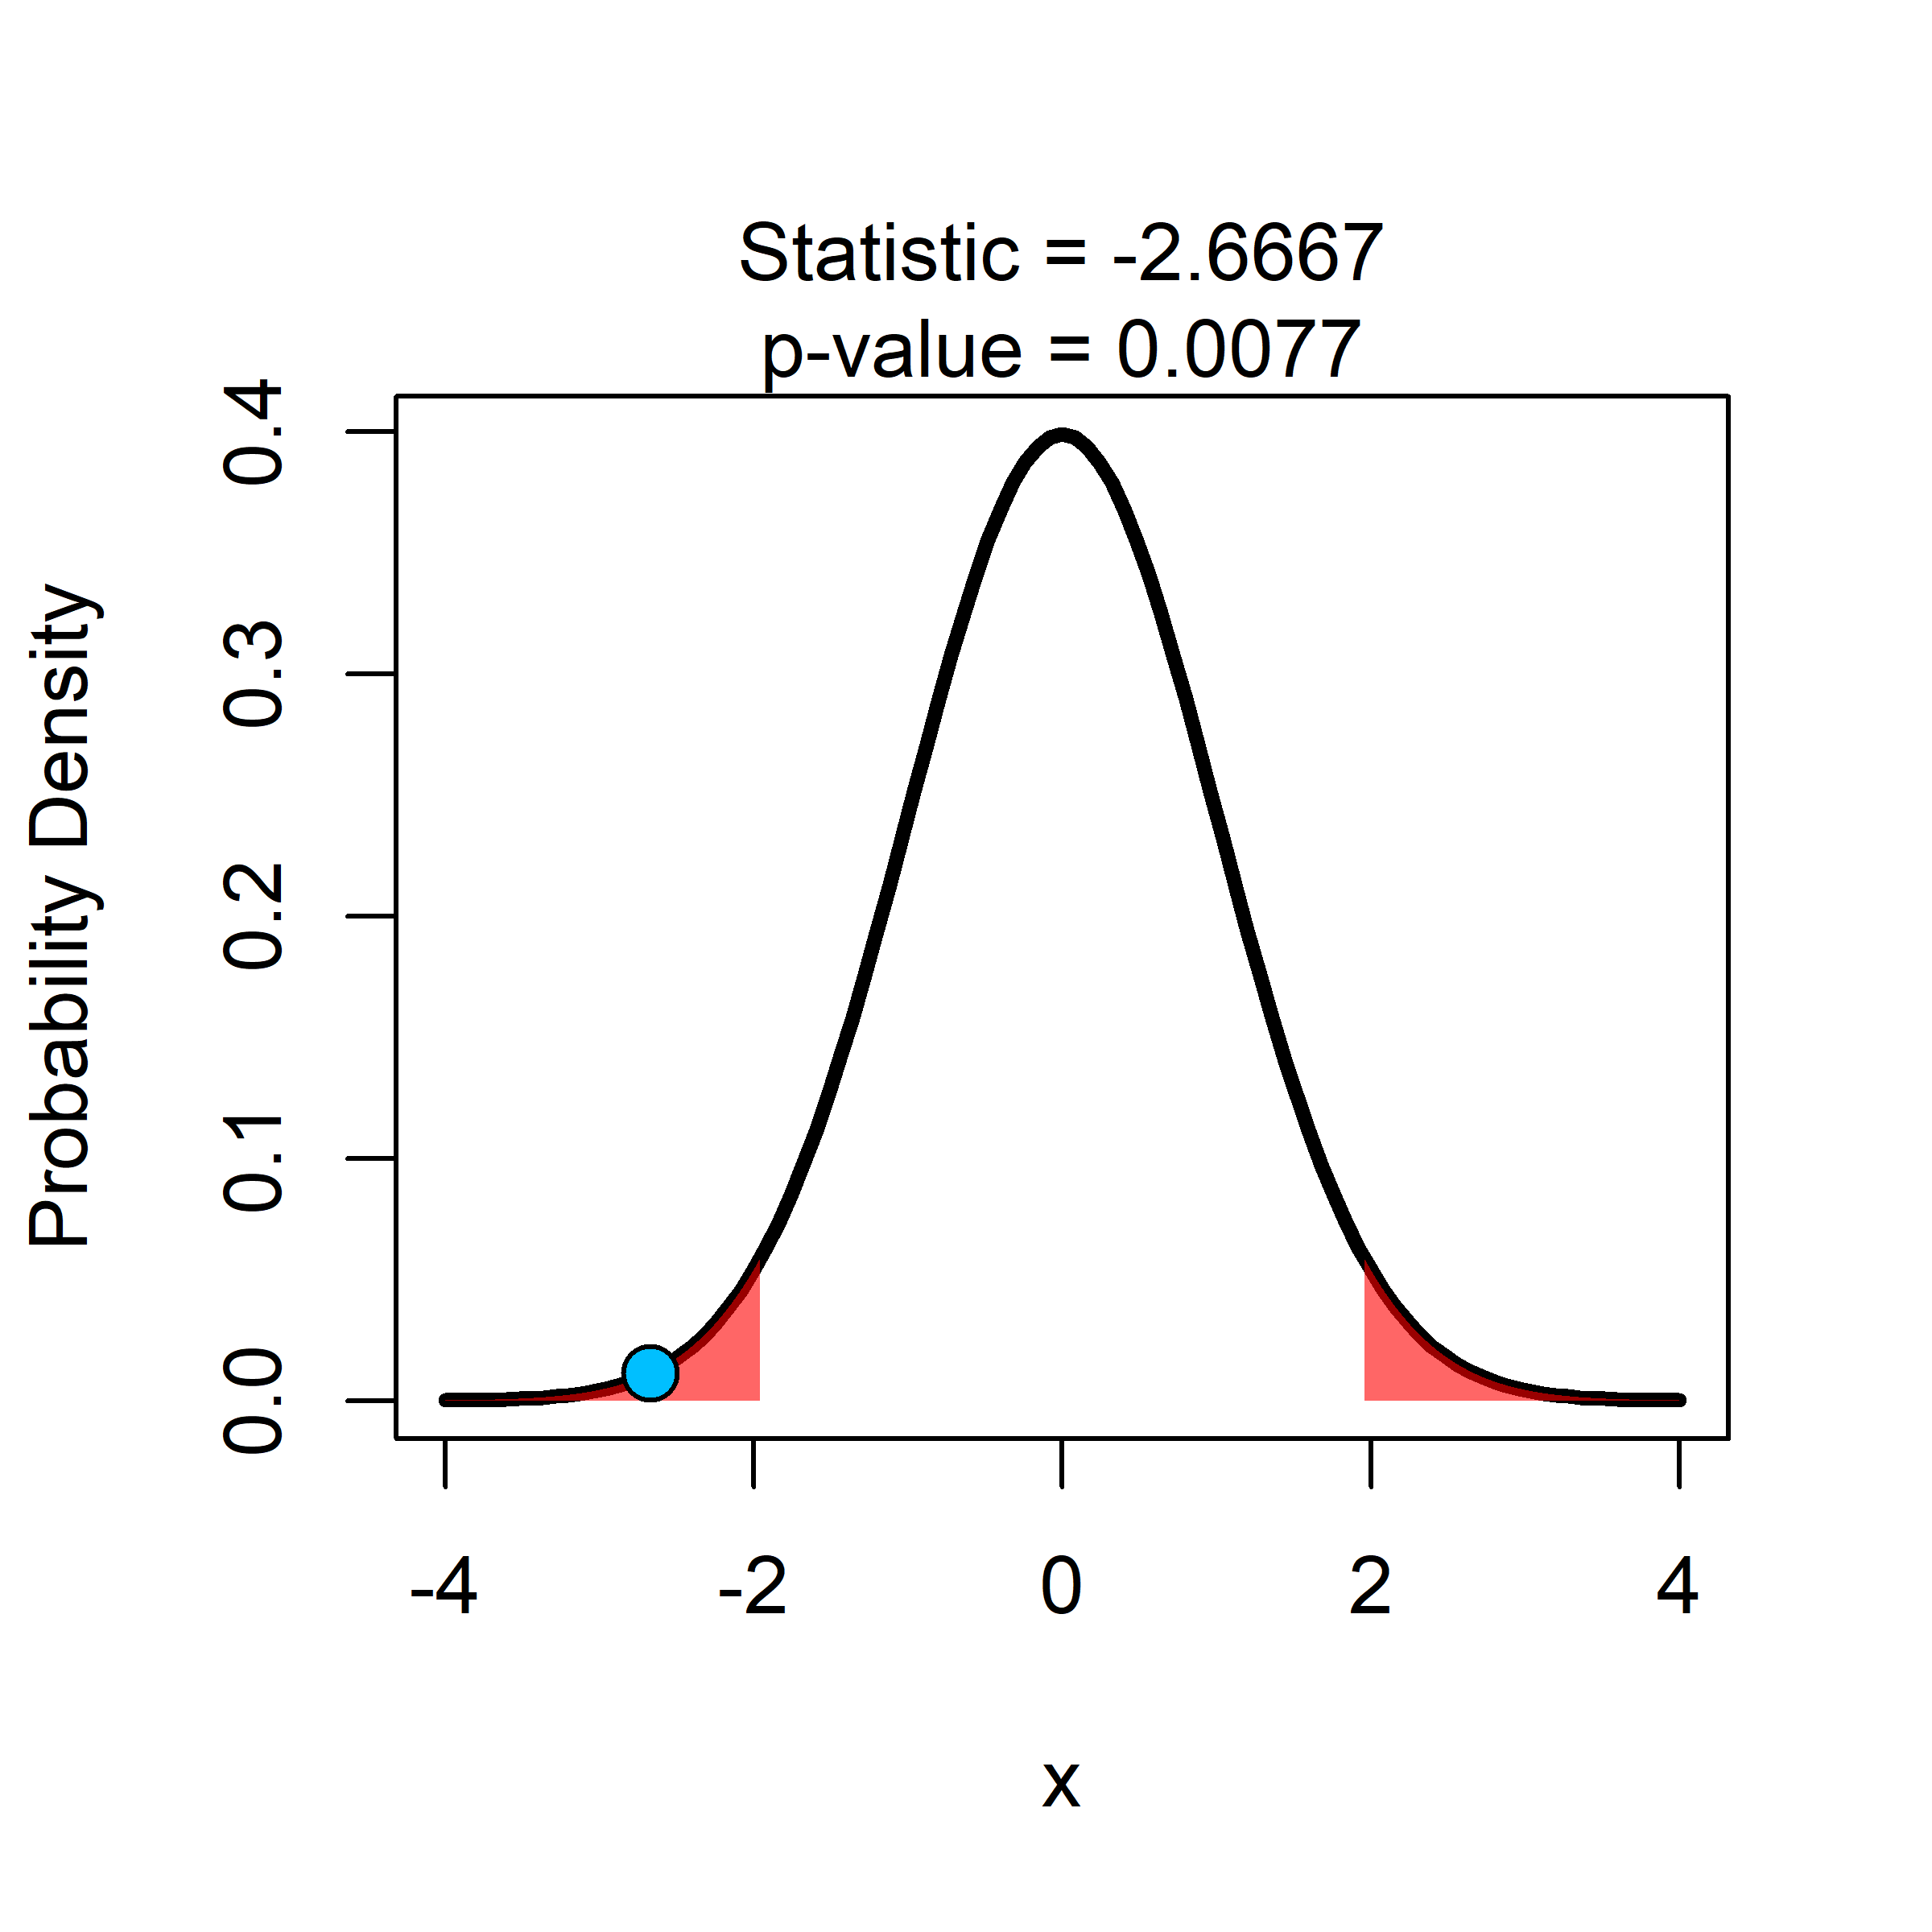 Statistic = -2.6667
p-value = 0.0077
Probability Density
0.4
0.3
0.2
0.1
0.0
-4 -2 0 2 4
x